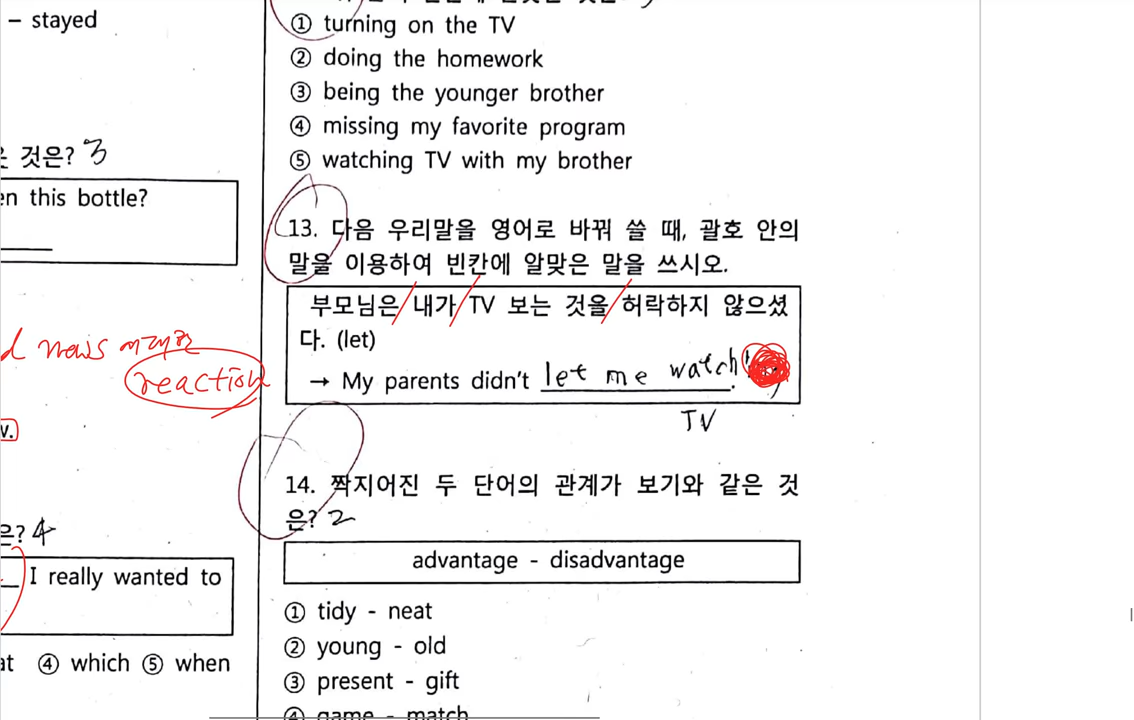 – stayed
것은? 3
en this bottle?
news
reaction
v.
은? 4
I really wanted to
at ④ which ⑤ when
① turning on the TV
② doing the homework
③ being the younger brother
④ missing my favorite program
⑤ watching TV with my brother
13. 다음 우리말을 영어로 바꿔 쓸 때, 괄호 안의
말을 이용하여 빈칸에 알맞은 말을 쓰시오.
부모님은 내가 TV 보는 것을 허락하지 않으셨
다. (let)
→ My parents didn't let me watch.
TV
14. 짝지어진 두 단어의 관계가 보기와 같은 것
은? 2
advantage - disadvantage
① tidy - neat
② young - old
③ present - gift
④ game - match